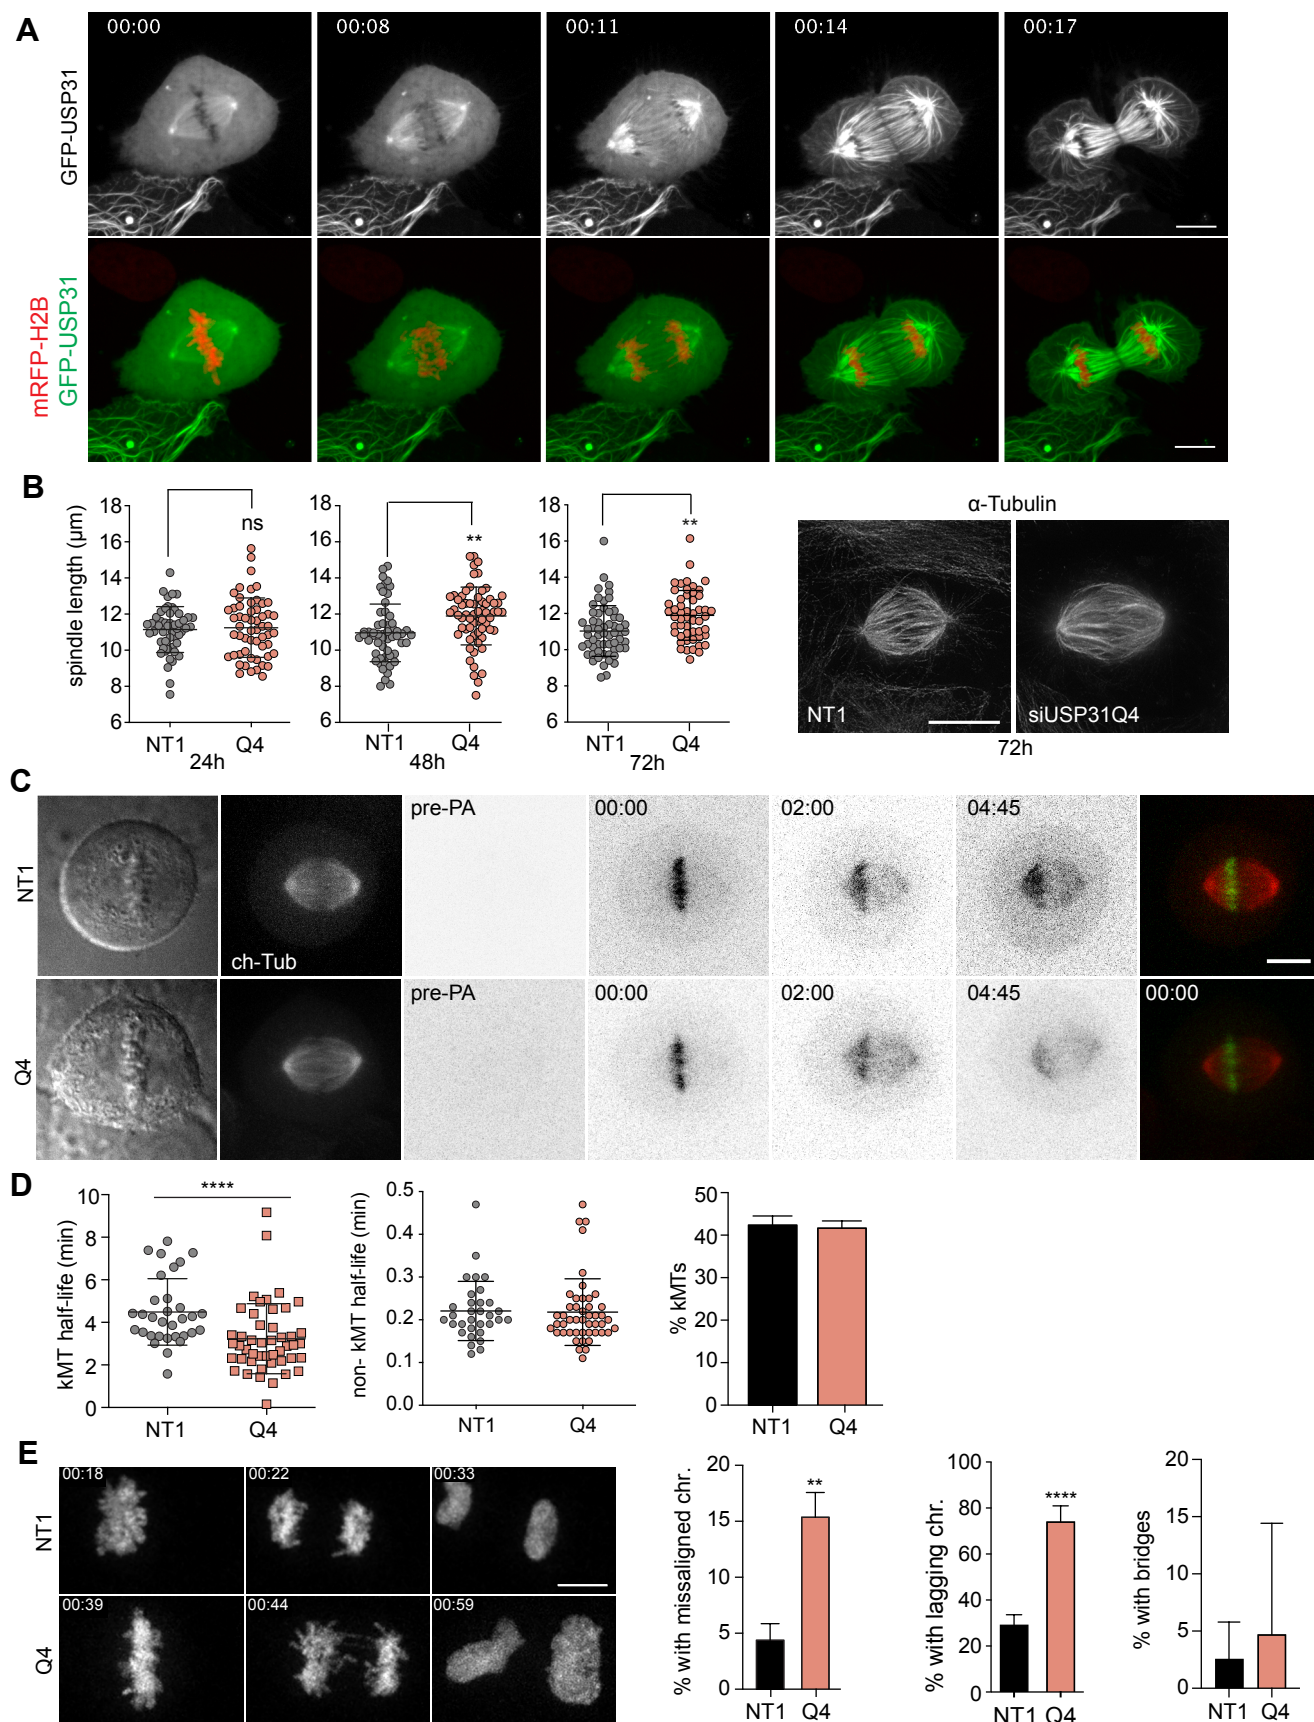 A
00:00
00:08
00:11
00:14
00:17
GFP-USP31
mRFP-H2B
GFP-USP31
B
spindle length (µm)
18
16
14
12
10
8
6
ns
NT1
Q4
24h
18
16
14
12
10
8
6
**
NT1
Q4
48h
18
16
14
12
10
8
6
**
NT1
Q4
72h
α-Tubulin
NT1
siUSP31Q4
72h
C
NT1
ch-Tub
pre-PA
00:00
02:00
04:45
Q4
pre-PA
00:00
02:00
04:45
00:00
D
kMT half-life (min)
10
8
6
4
2
0
****
NT1
Q4
non- kMT half-life (min)
0.5
0.4
0.3
0.2
0.1
0.0
NT1
Q4
% kMTs
50
40
30
20
10
0
NT1
Q4
E
NT1
00:18
00:22
00:33
Q4
00:39
00:44
00:59
% with missaligned chr.
20
15
10
5
0
**
NT1
Q4
% with lagging chr.
100
80
60
40
20
0
****
NT1
Q4
% with bridges
20
15
10
5
0
NT1
Q4